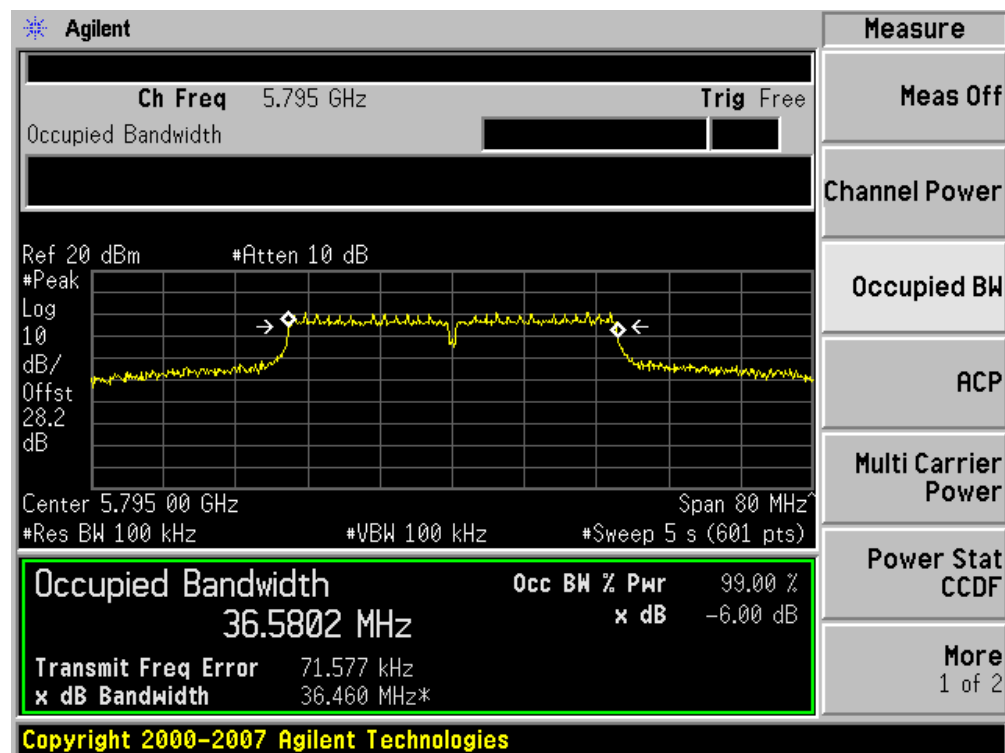 Agilent
Measure
Ch Freq 5.795 GHz Trig Free
Occupied Bandwidth
Meas Off
Channel Power
Occupied BW
ACP
Multi Carrier
Power
Power Stat
CCDF
More
1 of 2
Ref 20 dBm #Atten 10 dB
#Peak
Log
10
dB/
Offst
28.2
dB
Center 5.795 00 GHz Span 80 MHz^
#Res BW 100 kHz #VBW 100 kHz #Sweep 5 s (601 pts)
Occupied Bandwidth Occ BW % Pwr 99.00 %
36.5802 MHz x dB -6.00 dB
Transmit Freq Error 71.577 kHz
x dB Bandwidth 36.460 MHz*
Copyright 2000-2007 Agilent Technologies